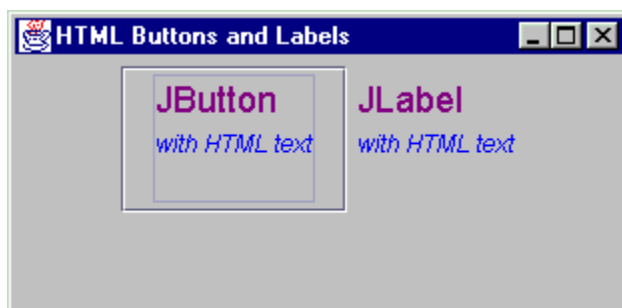 HTML Buttons and Labels
JButton
with HTML text
JLabel
with HTML text